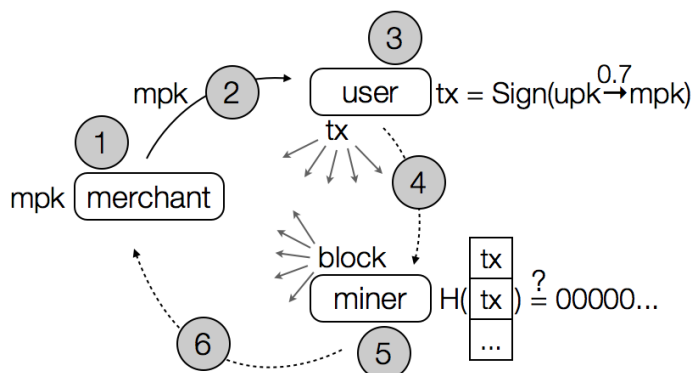 3
0.7
mpk 2 user tx = Sign(upk→mpk)
tx
1
mpk merchant
4
block
tx
miner H( tx ) ≟ 00000...
...
6
5